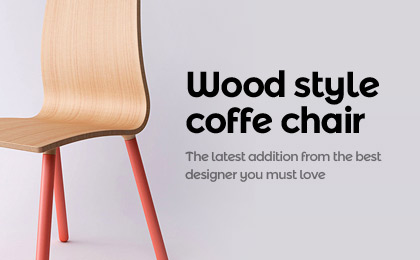 Wood style
coffe chair
The latest addition from the best
designer you must love